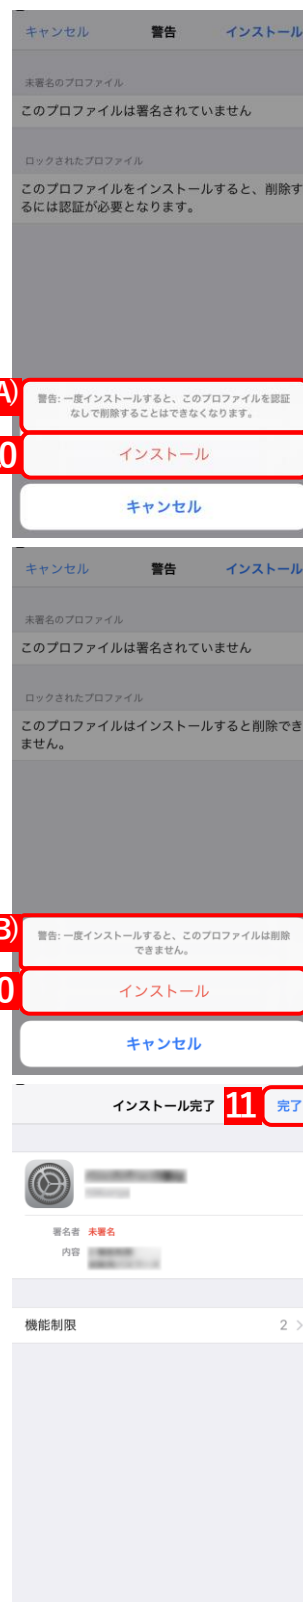 キャンセル 警告 インストール
未署名のプロファイル
このプロファイルは署名されていません
ロックされたプロファイル
このプロファイルをインストールすると、削除す
るには認証が必要となります。
A)
警告: 一度インストールすると、このプロファイルを認証
なしで削除することはできなくなります。
0
インストール
キャンセル
キャンセル 警告 インストール
未署名のプロファイル
このプロファイルは署名されていません
ロックされたプロファイル
このプロファイルはインストールすると削除でき
ません。
B)
警告: 一度インストールすると、このプロファイルは削除
できません。
0
インストール
キャンセル
インストール完了 11 完了
署名者 未署名
内容
機能制限 2